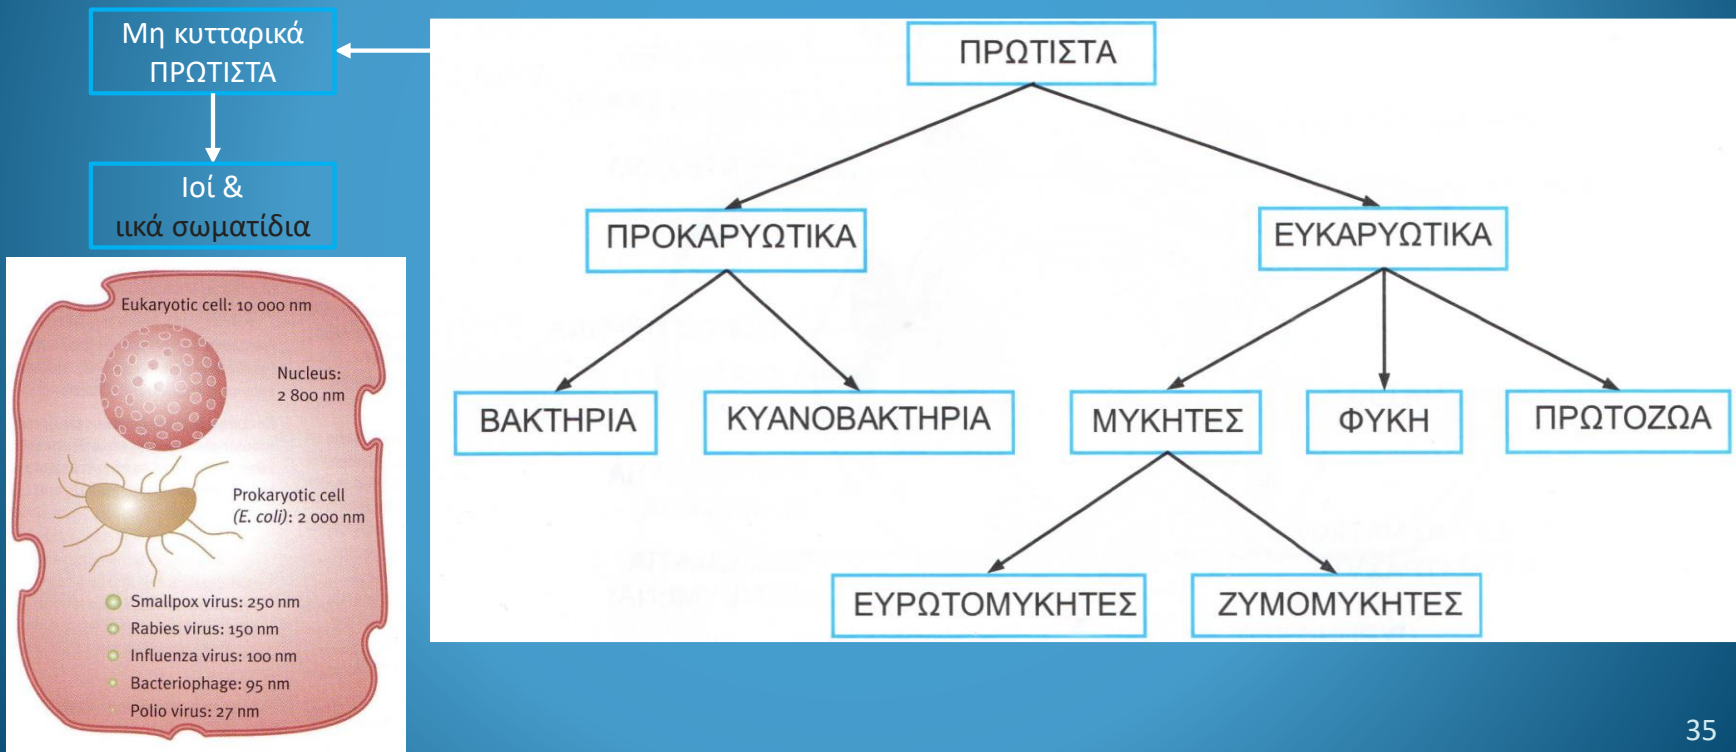 Μη κυτταρικά
ΠΡΩΤΙΣΤΑ
Ιοί &
ιικά σωματίδια
ΠΡΩΤΙΣΤΑ
ΠΡΟΚΑΡΥΩΤΙΚΑ
ΕΥΚΑΡΥΩΤΙΚΑ
ΒΑΚΤΗΡΙΑ
ΚΥΑΝΟΒΑΚΤΗΡΙΑ
ΜΥΚΗΤΕΣ
ΦΥΚΗ
ΠΡΩΤΟΖΩΑ
ΕΥΡΩΤΟΜΥΚΗΤΕΣ
ΖΥΜΟΜΥΚΗΤΕΣ
Eukaryotic cell: 10 000 nm
Nucleus:
2 800 nm
Prokaryotic cell
(E. coli): 2 000 nm
Smallpox virus: 250 nm
Rabies virus: 150 nm
Influenza virus: 100 nm
Bacteriophage: 95 nm
Polio virus: 27 nm
35